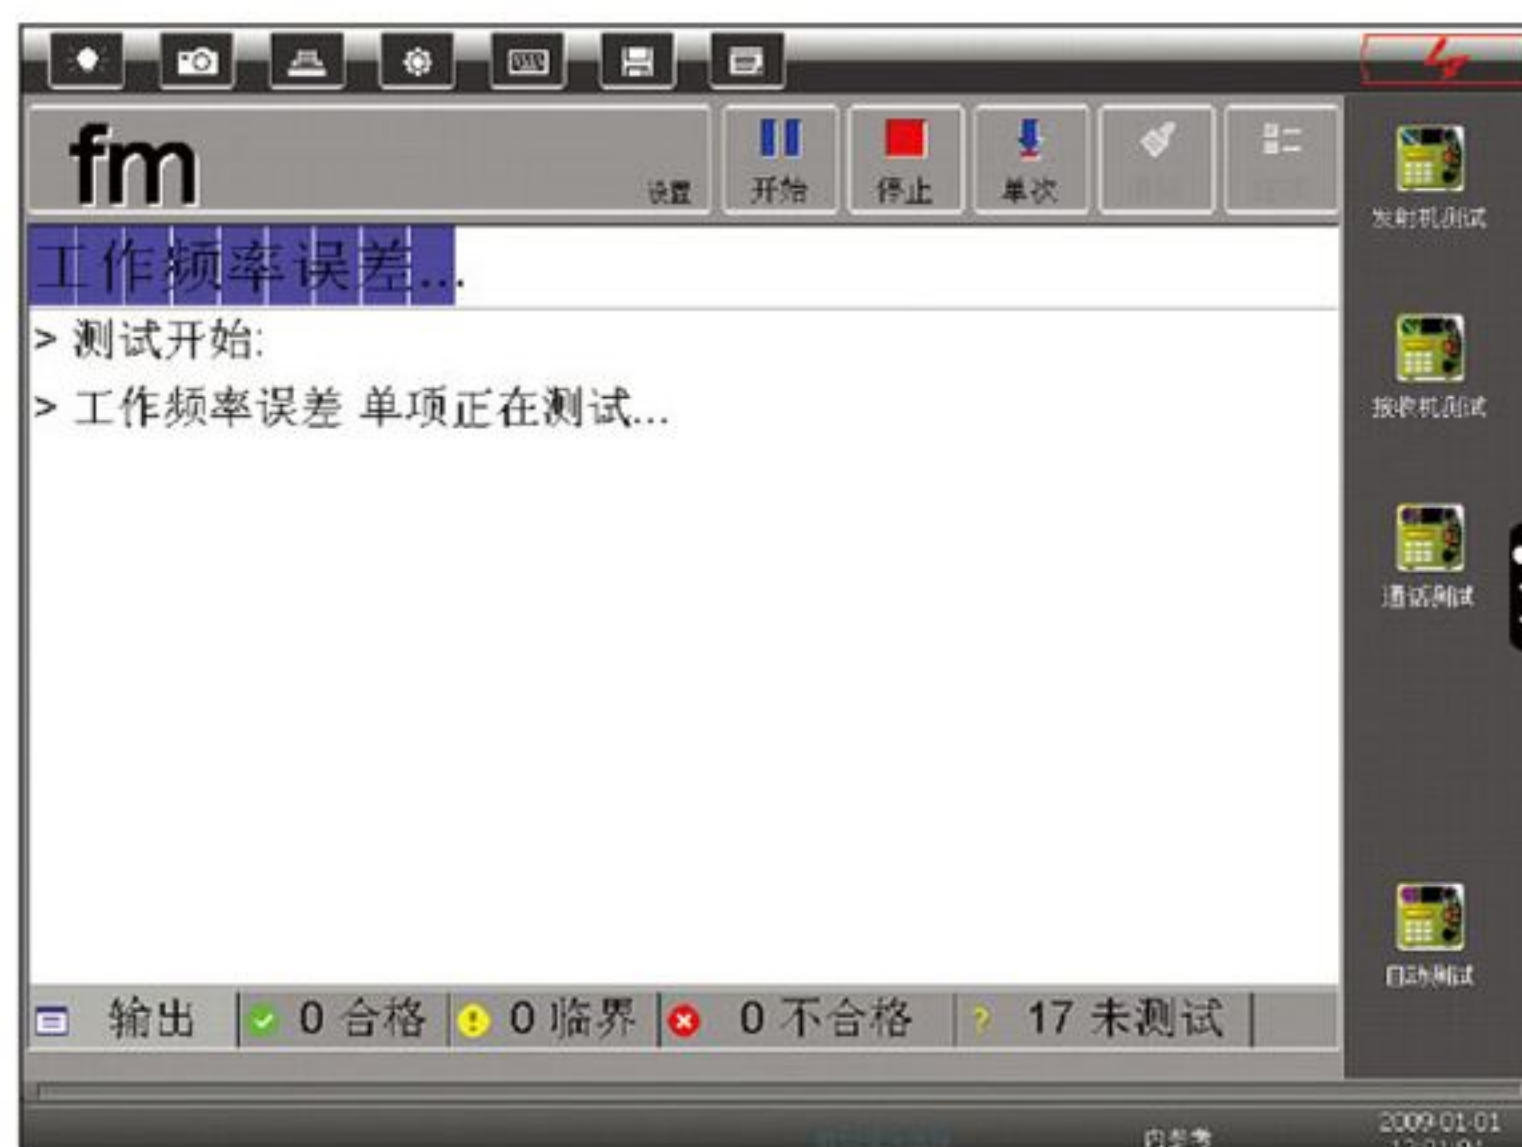 fm
设置
开始
停止
单次
工作频率误差...
> 测试开始:
> 工作频率误差 单项正在测试...
输出
0 合格
0 临界
0 不合格
17 未测试
发射机测试
接收机测试
通话测试
自动测试
内参考
2009-01-01